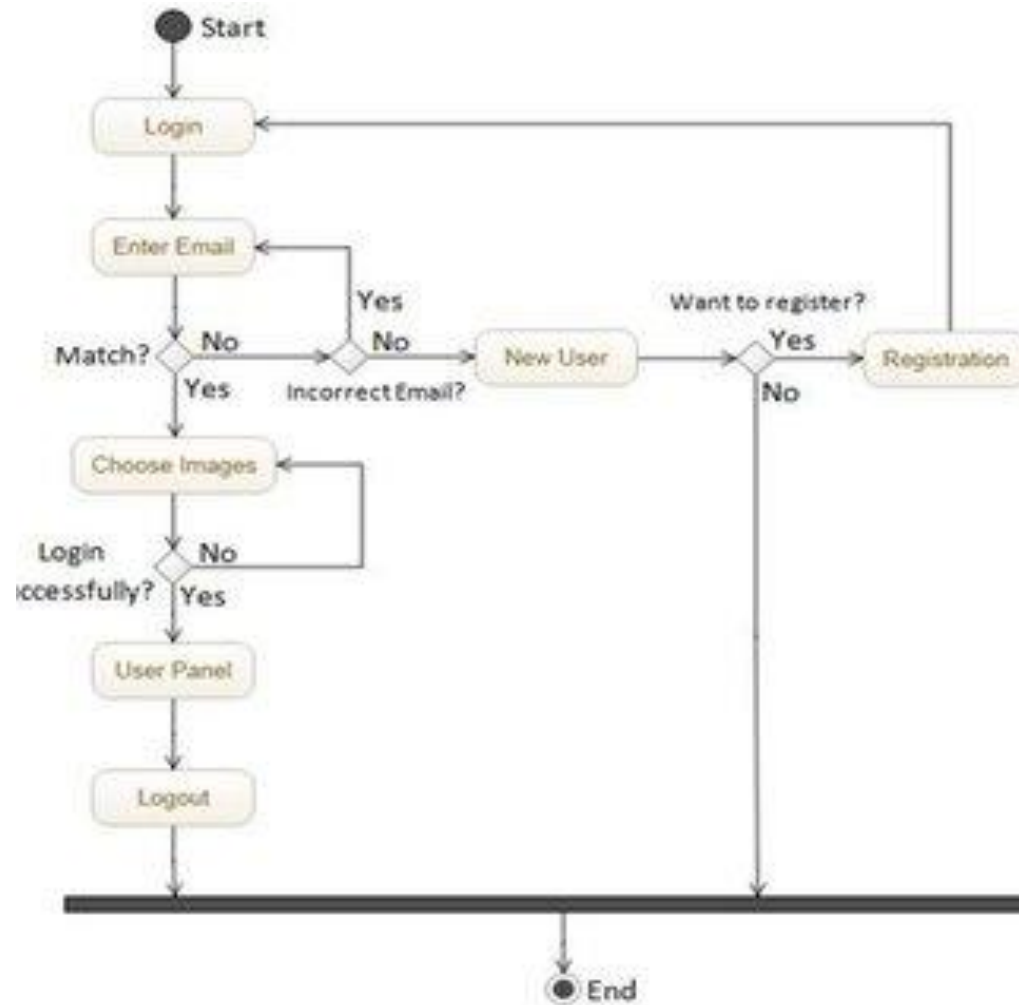 Start
Login
Enter Email
Yes
Want to register?
Match?
No
No
New User
Yes
Registration
Yes
Incorrect Email?
No
Choose Images
Login
No
ccessfully?
Yes
User Panel
Logout
End